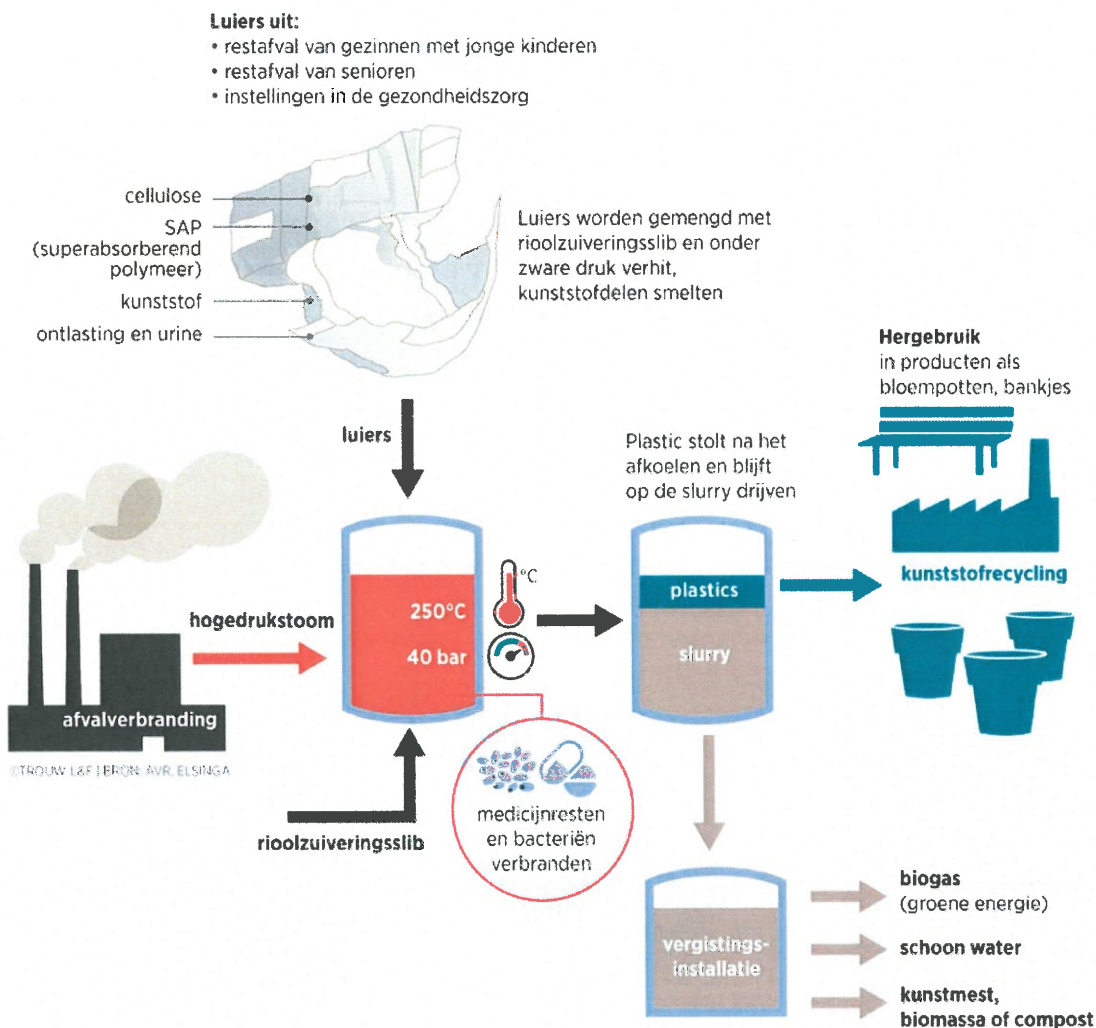 Luiers uit:
• restafval van gezinnen met jonge kinderen
• restafval van senioren
• instellingen in de gezondheidszorg
cellulose
SAP
(superabsorberend
polymeer)
kunststof
ontlasting en urine
Luiers worden gemengd met
rioolzuiveringsslib en onder
zware druk verhit,
kunststofdelen smelten
luiers
Hergebruik
in producten als
bloempotten, bankjes
Plastic stolt na het
afkoelen en blijft
op de slurry drijven
hogedrukstoom
250°C
40 bar
°C
plastics
slurry
kunststofrecycling
afvalverbranding
©TROUW L&F | BRON: AVR, ELSINGA
rioolzuiveringsslib
medicijnresten
en bacteriën
verbranden
vergistings-
installatie
biogas
(groene energie)
schoon water
kunstmest,
biomassa of compost